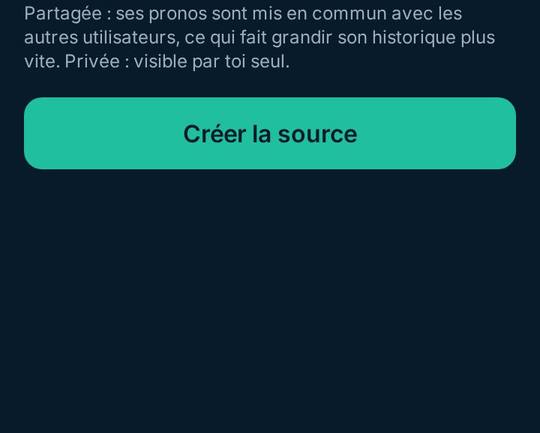 Partagée : ses pronos sont mis en commun avec les
autres utilisateurs, ce qui fait grandir son historique plus
vite. Privée : visible par toi seul.
Créer la source